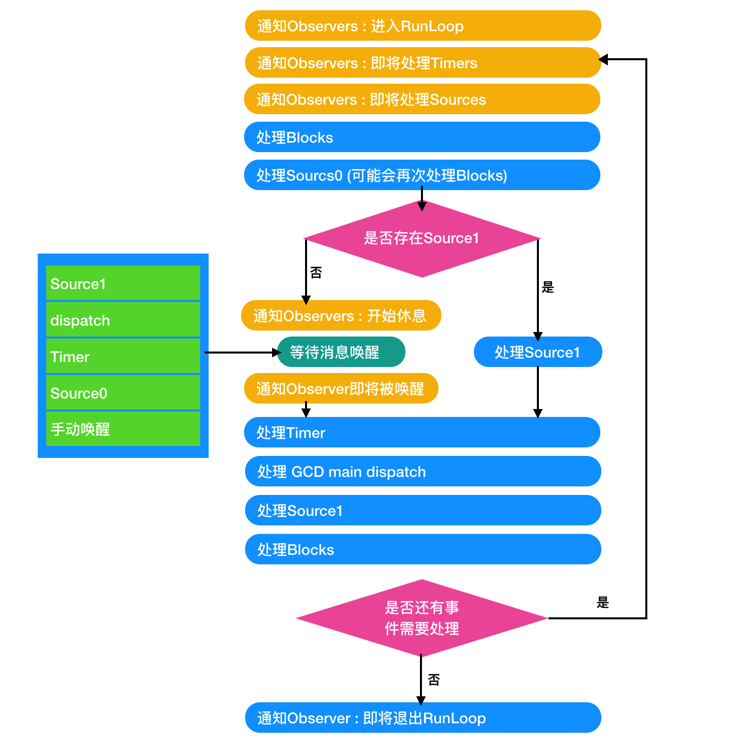 通知Observers : 进入RunLoop
通知Observers : 即将处理Timers
通知Observers : 即将处理Sources
处理Blocks
处理Sourcs0 (可能会再次处理Blocks)
是否存在Source1
否
是
Source1
dispatch
Timer
Source0
手动唤醒
通知Observers : 开始休息
等待消息唤醒
处理Source1
通知Observer即将被唤醒
处理Timer
处理 GCD main dispatch
处理Source1
处理Blocks
是否还有事
件需要处理
是
否
通知Observer : 即将退出RunLoop